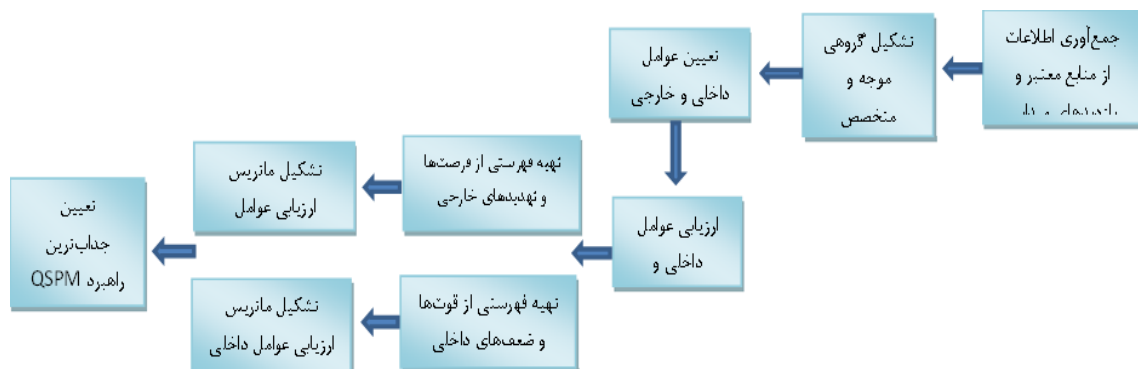 جمع‌آوری اطلاعات
از منابع معتبر و
تشکیل گروهی
موجه و
متخصص
تعیین عوامل
داخلی و خارجی
ارزیابی عوامل
داخلی و
تهیه فهرستی از فرصت‌ها
و تهدیدهای خارجی
تشکیل ماتریس
ارزیابی عوامل
تهیه فهرستی از قوت‌ها
و ضعف‌های داخلی
تشکیل ماتریس
ارزیابی عوامل داخلی
تعیین
جذاب‌ترین
راهبرد QSPM